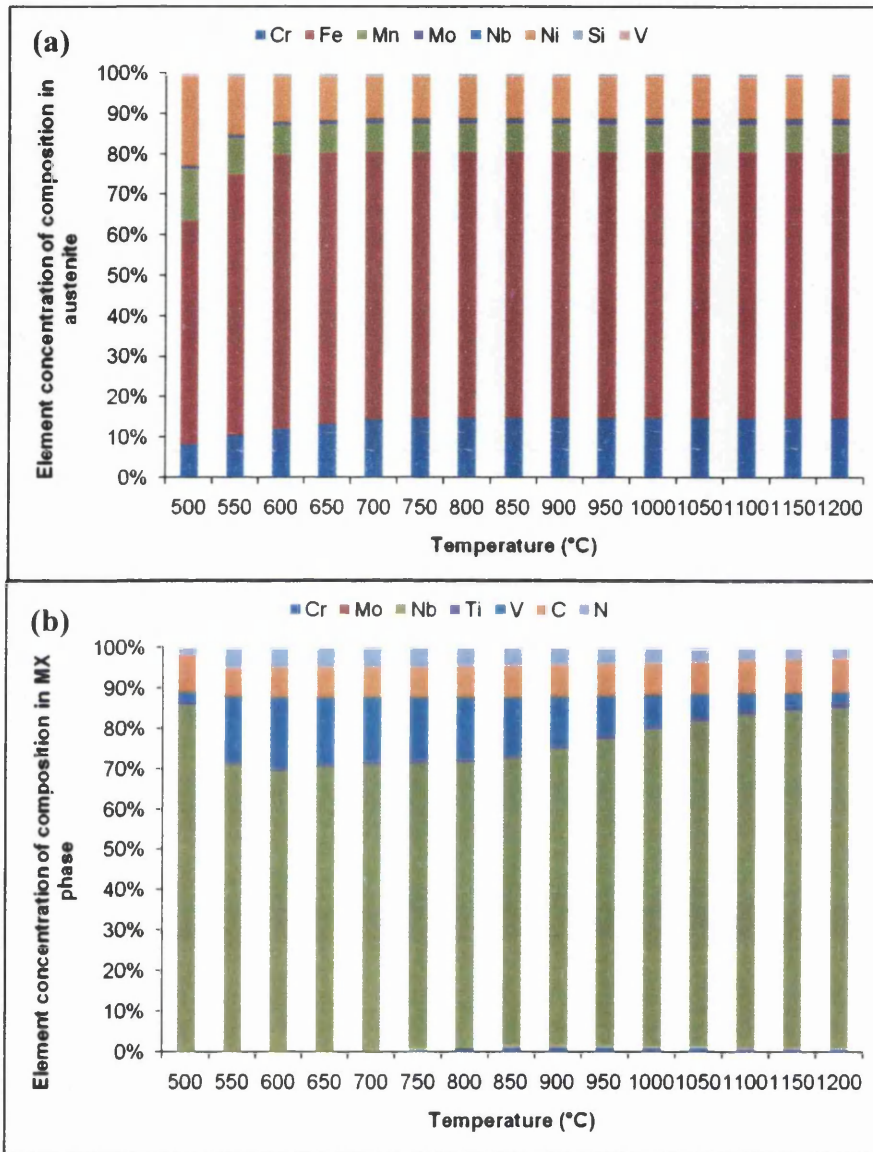 (a)
Cr Fe Mn Mo Nb Ni Si V
100%
90%
80%
70%
60%
50%
40%
30%
20%
10%
0%
Element concentration of composition in
austenite
500 550 600 650 700 750 800 850 900 950 1000 1050 1100 1150 1200
Temperature (°C)
(b)
Cr Mo Nb Ti V C N
100%
90%
80%
70%
60%
50%
40%
30%
20%
10%
0%
Element concentration of composition in MX
phase
500 550 600 650 700 750 800 850 900 950 1000 1050 1100 1150 1200
Temperature (°C)